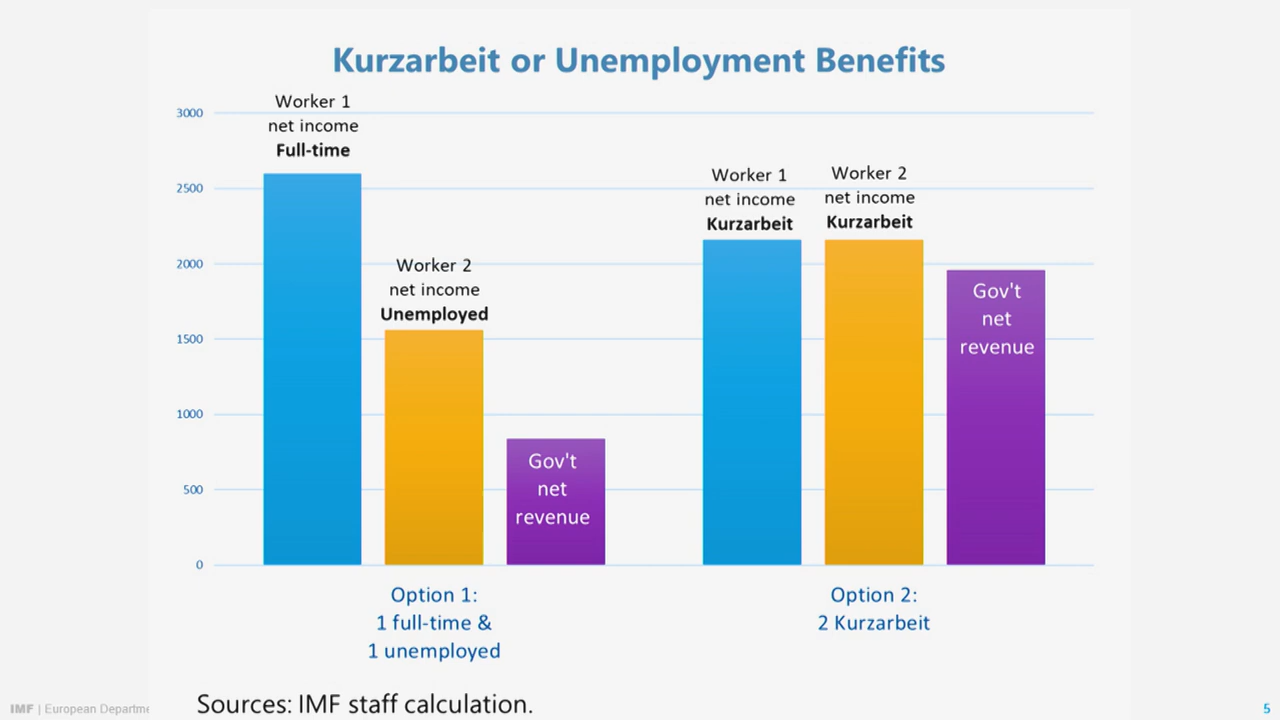 Kurzarbeit or Unemployment Benefits
3000
2500
2000
1500
1000
500
0
Worker 1
net income
Full-time
Worker 2
net income
Unemployed
Gov't
net
revenue
Worker 1
net income
Kurzarbeit
Worker 2
net income
Kurzarbeit
Gov't
net
revenue
Option 1:
1 full-time &
1 unemployed
Option 2:
2 Kurzarbeit
Sources: IMF staff calculation.
IMF | European Departme
5